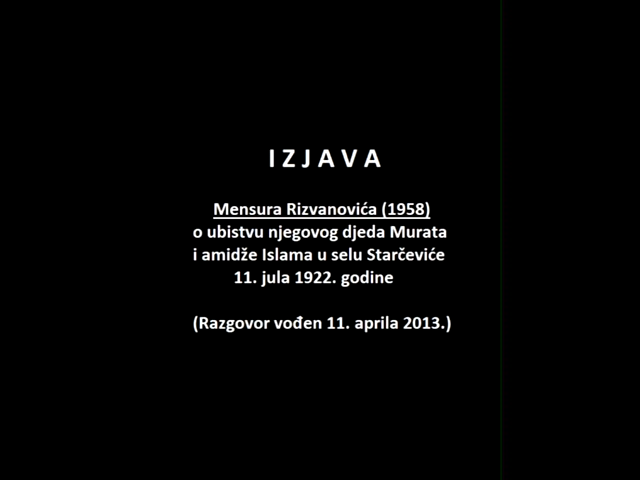 I Z J A V A
Mensura Rizvanovića (1958)
o ubistvu njegovog djeda Murata
i amidže Islama u selu Starčeviće
11. jula 1922. godine
(Razgovor vođen 11. aprila 2013.)